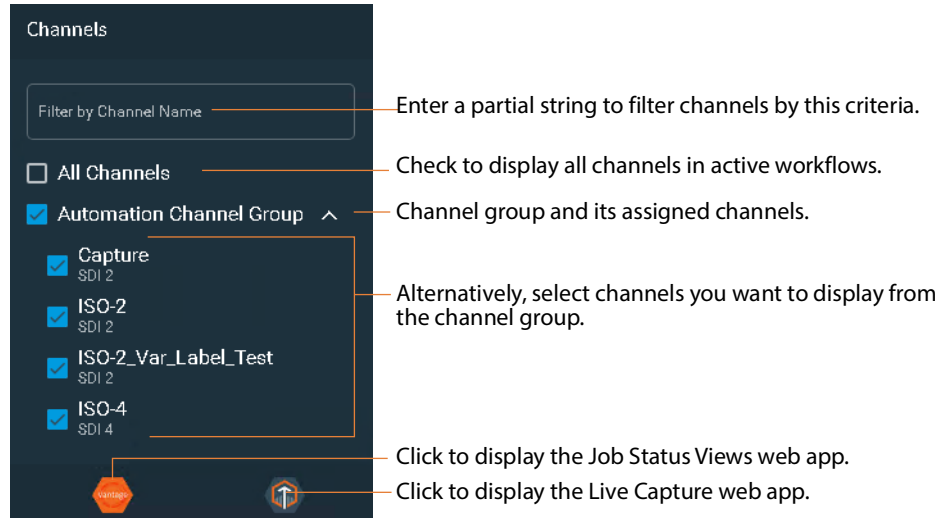 Channels
Filter by Channel Name
Enter a partial string to filter channels by this criteria.
All Channels
Check to display all channels in active workflows.
Automation Channel Group
Channel group and its assigned channels.
Capture
SDI 2
ISO-2
SDI 2
ISO-2_Var_Label_Test
SDI 2
ISO-4
SDI 4
Alternatively, select channels you want to display from
the channel group.
Click to display the Job Status Views web app.
Click to display the Live Capture web app.
vantage